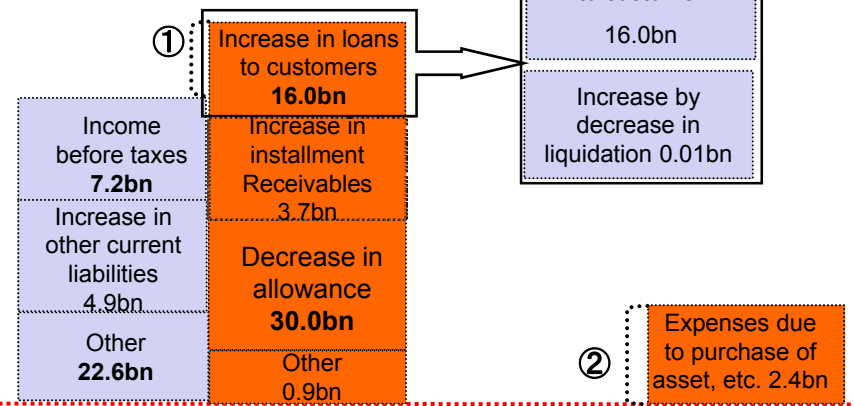 16.0bn
Increase by
decrease in
liquidation 0.01bn
①
Increase in loans
to customers
16.0bn
Increase in
installment
Receivables
3.7bn
Decrease in
allowance
30.0bn
Other
0.9bn
Income
before taxes
7.2bn
Increase in
other current
liabilities
4.9bn
Other
22.6bn
②
Expenses due
to purchase of
asset, etc. 2.4bn